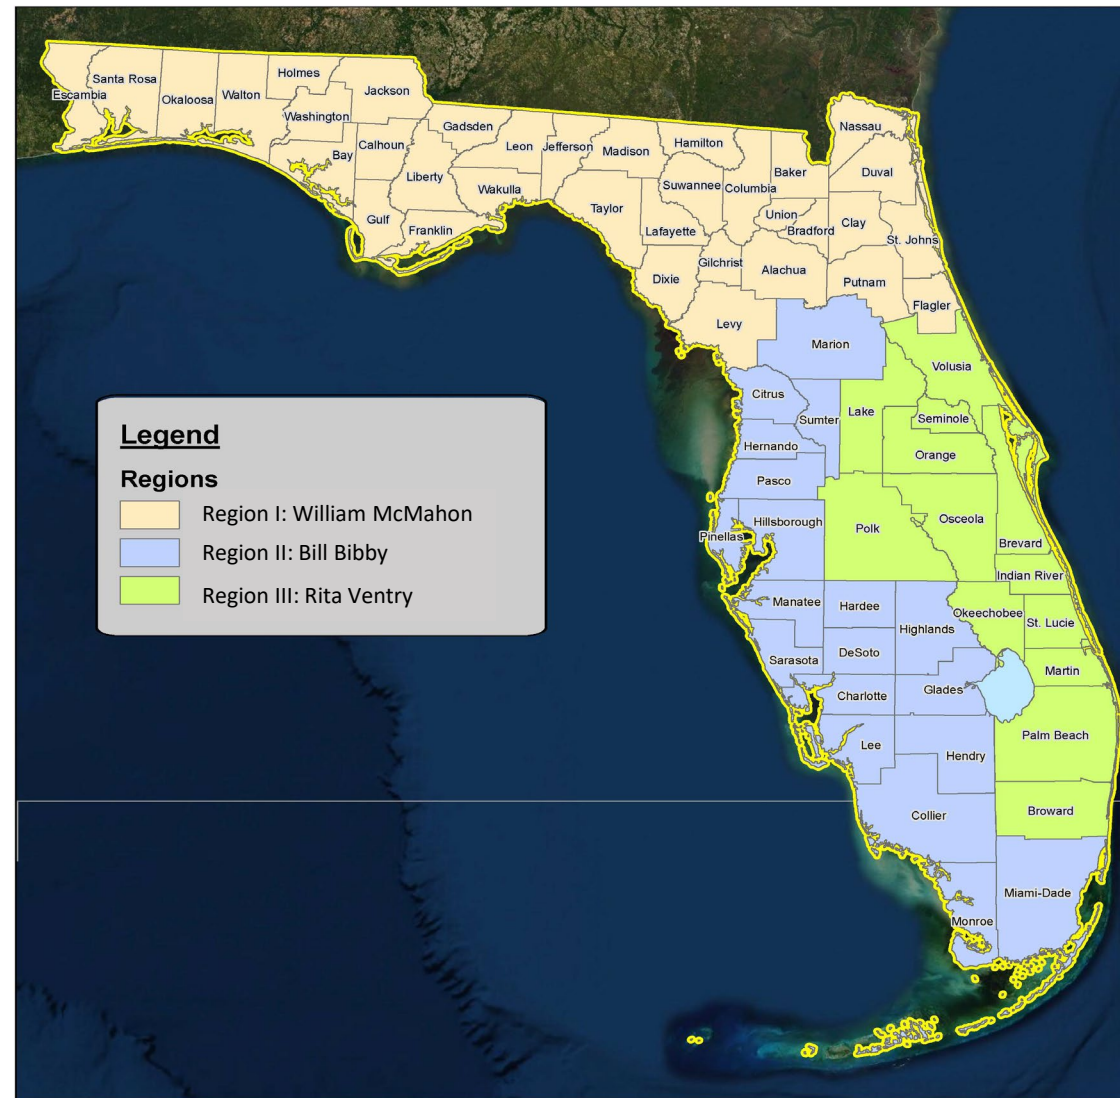 Holmes
Santa Rosa
Jackson
Escambia
Okaloosa
Walton
Washington
Gadsden
Nassau
Leon
Jefferson
Madison
Hamilton
Calhoun
Bay
Baker
Duval
Liberty
Suwannee
Columbia
Wakulla
Taylor
Union
Gulf
Franklin
Lafayette
Bradford
Clay
St. Johns
Gilchrist
Alachua
Dixie
Putnam
Flagler
Levy
Marion
Volusia
Citrus
Lake
Sumter
Seminole
Hernando
Orange
Pasco
Legend
Regions
Region I: William McMahon
Region II: Bill Bibby
Region III: Rita Ventry
Hillsborough
Pinellas
Polk
Osceola
Brevard
Indian River
Manatee
Hardee
Okeechobee
St. Lucie
Highlands
Sarasota
DeSoto
Martin
Charlotte
Glades
Palm Beach
Lee
Hendry
Collier
Broward
Miami-Dade
Monroe